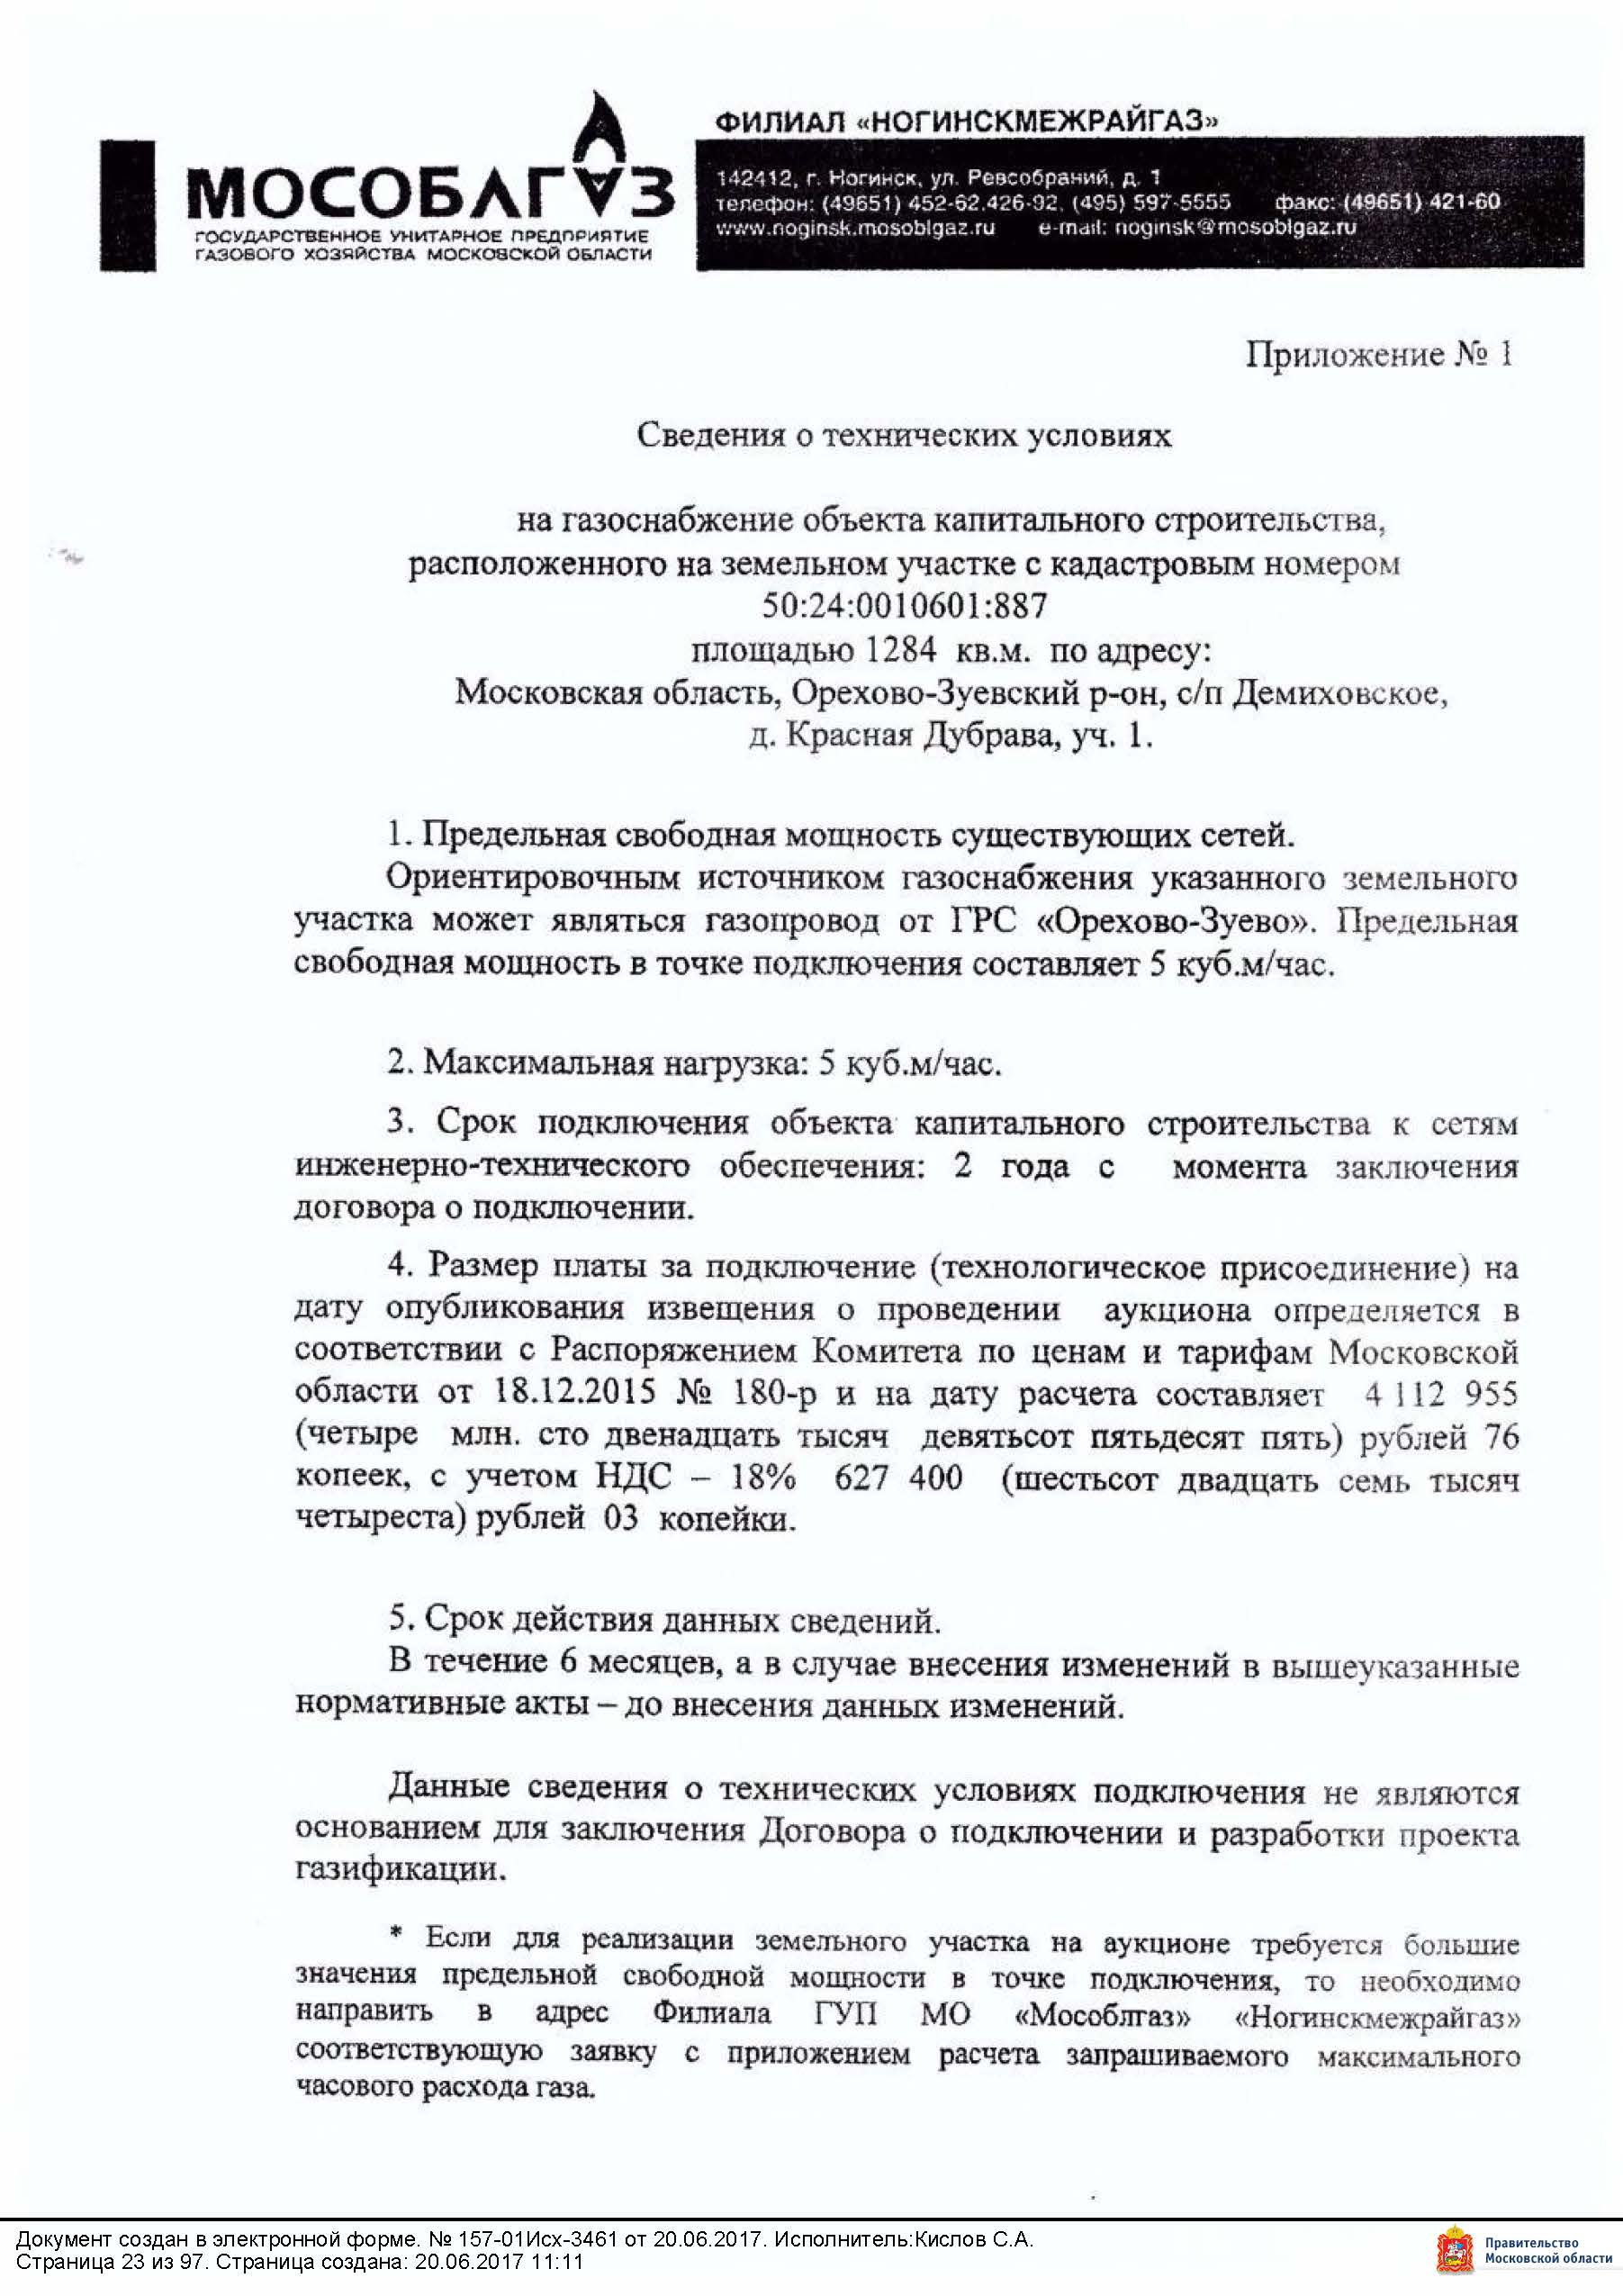 ФИЛИАЛ «НОГИНСКМЕЖРАЙГАЗ»
МОСОБЛГАЗ
ГОСУДАРСТВЕННОЕ УНИТАРНОЕ ПРЕДПРИЯТИЕ
ГАЗОВОГО ХОЗЯЙСТВА МОСКОВСКОЙ ОБЛАСТИ
142412, г. Ногинск, ул. Ревсобраний, д. 1
телефон: (49651) 452-62,426-92, (495) 597-5555 факс: (49651) 421-60
www.noginsk.mosoblgaz.ru e-mail: noginsk@mosoblgaz.ru
Приложение № 1
Сведения о технических условиях
на газоснабжение объекта капитального строительства,
расположенного на земельном участке с кадастровым номером
50:24:0010601:887
площадью 1284 кв.м. по адресу:
Московская область, Орехово-Зуевский р-он, с/п Демиховское,
д. Красная Дубрава, уч. 1.
1. Предельная свободная мощность существующих сетей.
Ориентировочным источником газоснабжения указанного земельного
участка может являться газопровод от ГРС «Орехово-Зуево». Предельная
свободная мощность в точке подключения составляет 5 куб.м/час.
2. Максимальная нагрузка: 5 куб.м/час.
3. Срок подключения объекта капитального строительства к сетям
инженерно-технического обеспечения: 2 года с момента заключения
договора о подключении.
4. Размер платы за подключение (технологическое присоединение) на
дату опубликования извещения о проведении аукциона определяется в
соответствии с Распоряжением Комитета по ценам и тарифам Московской
области от 18.12.2015 № 180-р и на дату расчета составляет 4 112 955
(четыре млн. сто двенадцать тысяч девятьсот пятьдесят пять) рублей 76
копеек, с учетом НДС – 18% 627 400 (шестьсот двадцать семь тысяч
четыреста) рублей 03 копейки.
5. Срок действия данных сведений.
В течение 6 месяцев, а в случае внесения изменений в вышеуказанные
нормативные акты – до внесения данных изменений.
Данные сведения о технических условиях подключения не являются
основанием для заключения Договора о подключении и разработки проекта
газификации.
* Если для реализации земельного участка на аукционе требуется большие
значения предельной свободной мощности в точке подключения, то необходимо
направить в адрес Филиала ГУП МО «Мособлгаз» «Ногинскмежрайгаз»
соответствующую заявку с приложением расчета запрашиваемого максимального
часового расхода газа.
Документ создан в электронной форме. № 157-01Исх-3461 от 20.06.2017. Исполнитель:Кислов С.А.
Страница 23 из 97. Страница создана: 20.06.2017 11:11
Правительство
Московской области